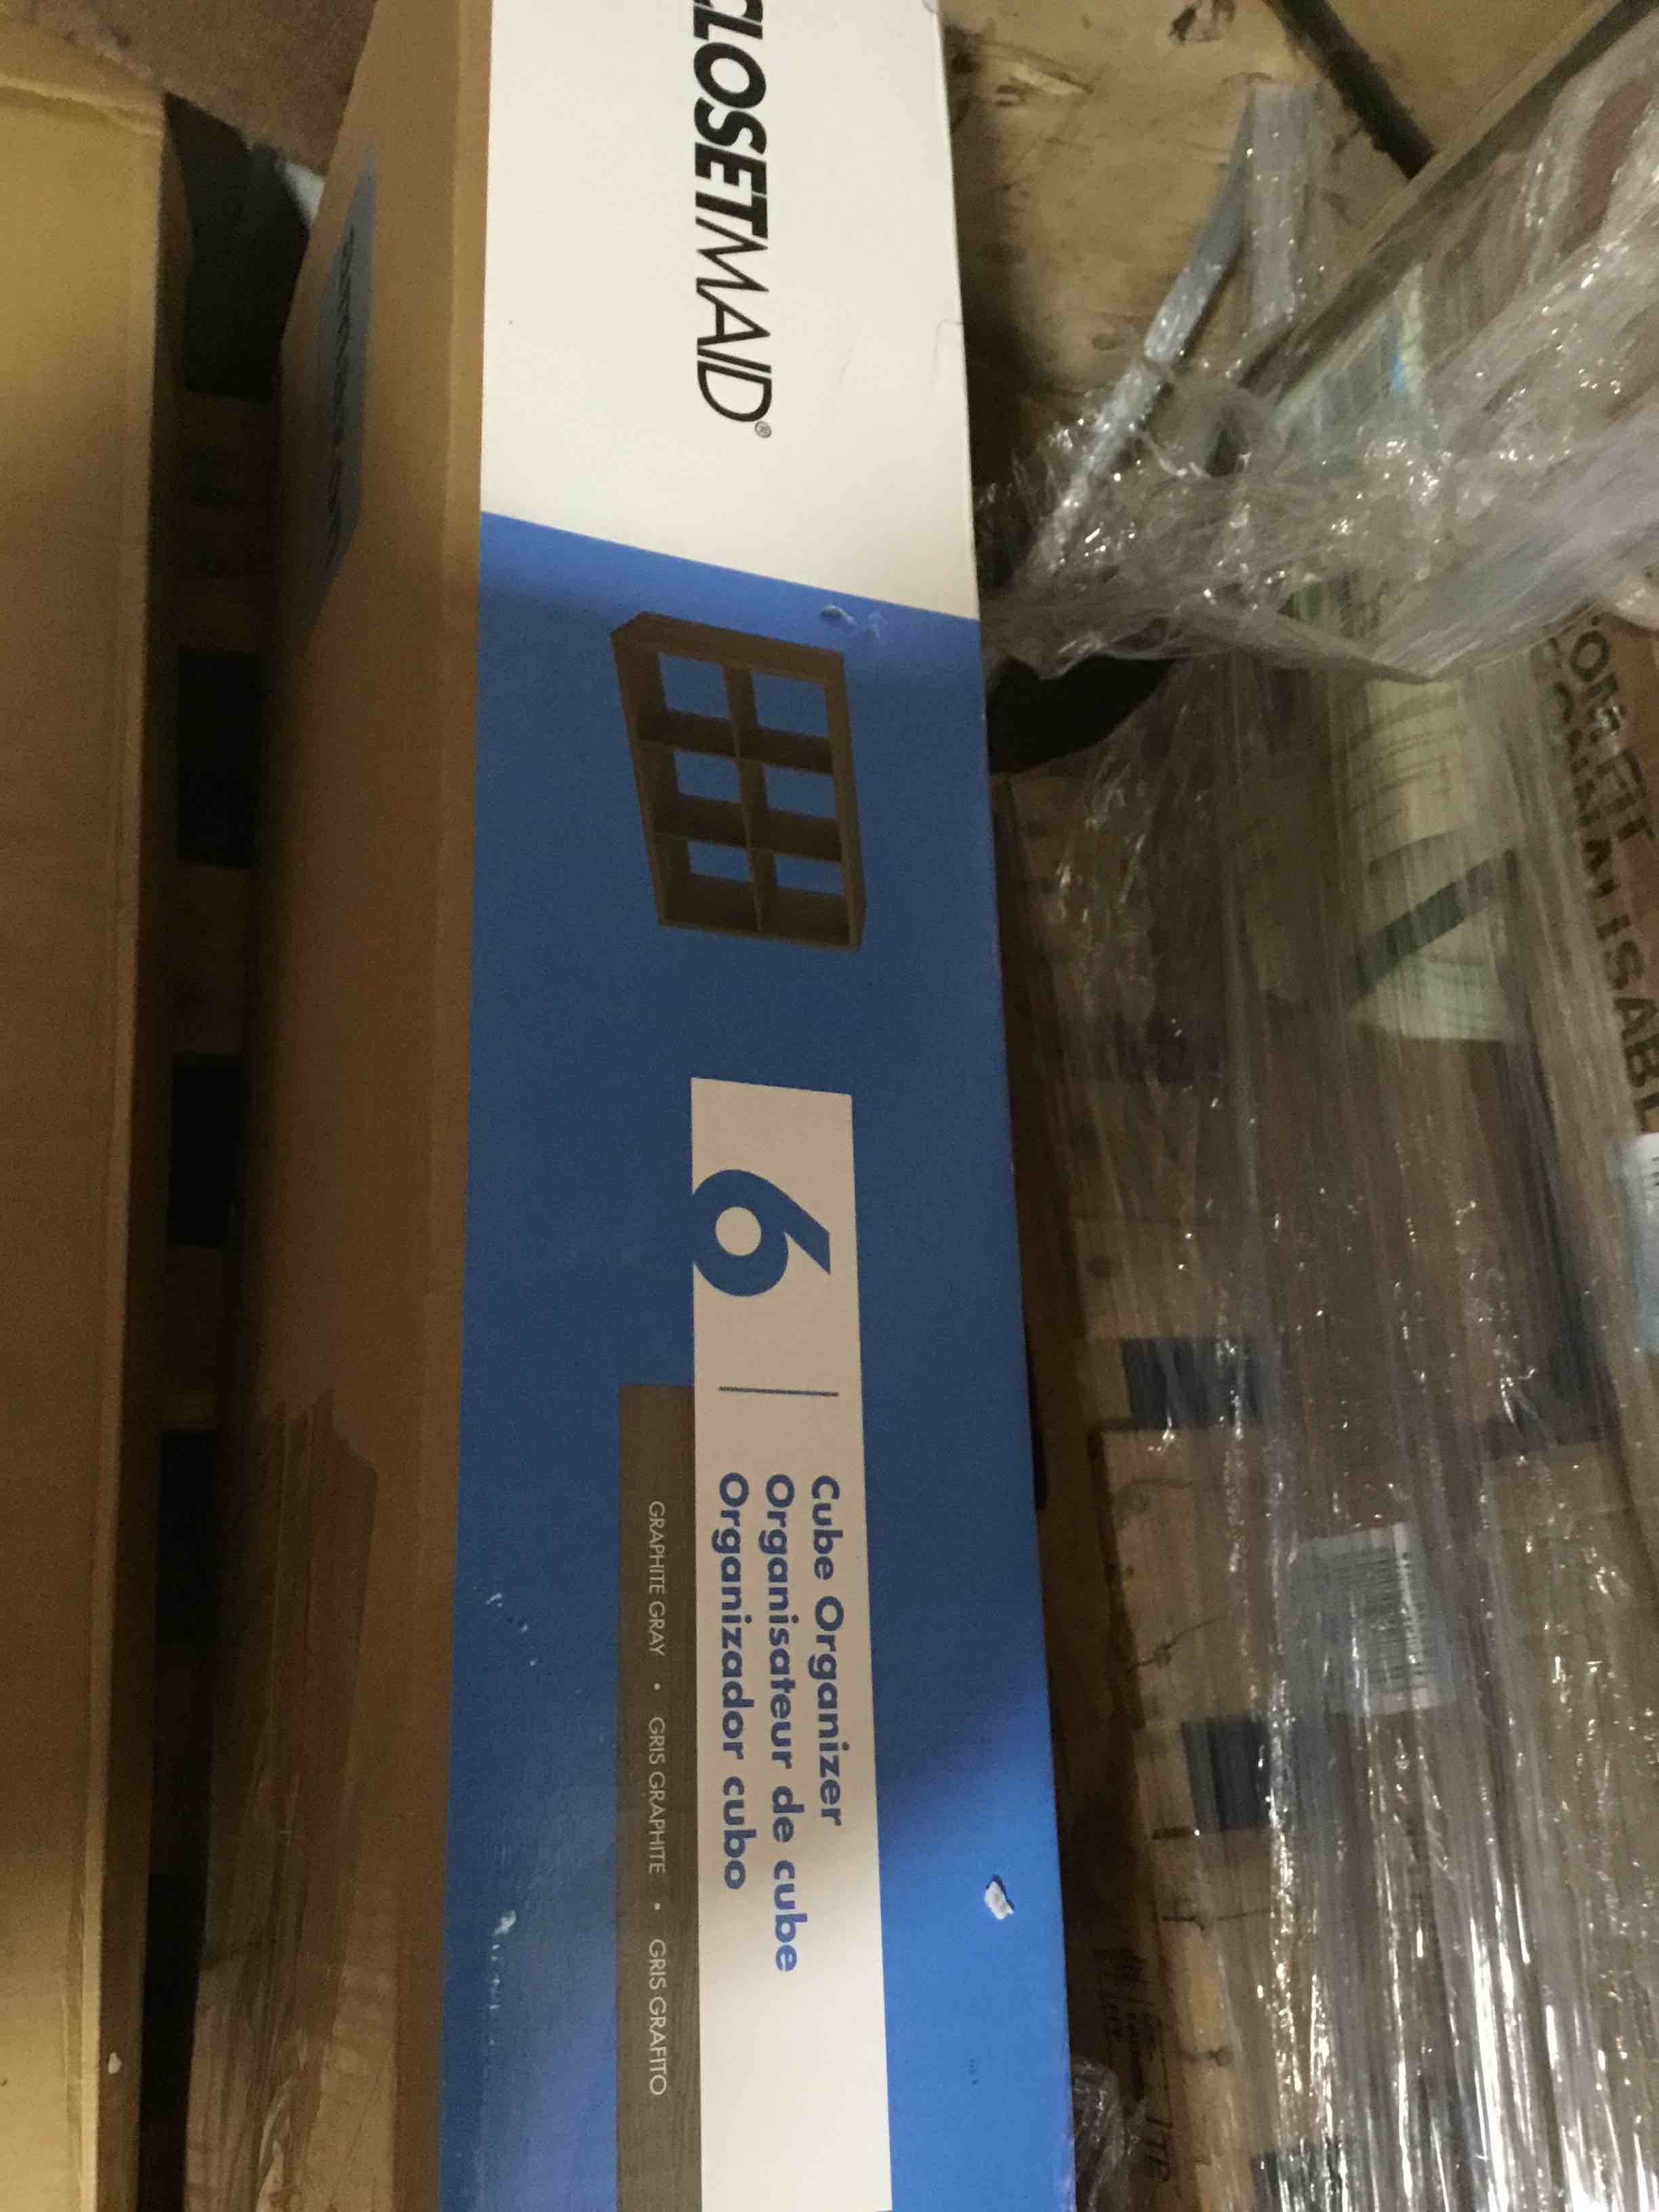 CLOSETMAID®
6
Cube Organizer
Organisateur de cube
Organizador cubo
GRAPHITE GRAY • GRIS GRAPHITE • GRIS GRAFITO